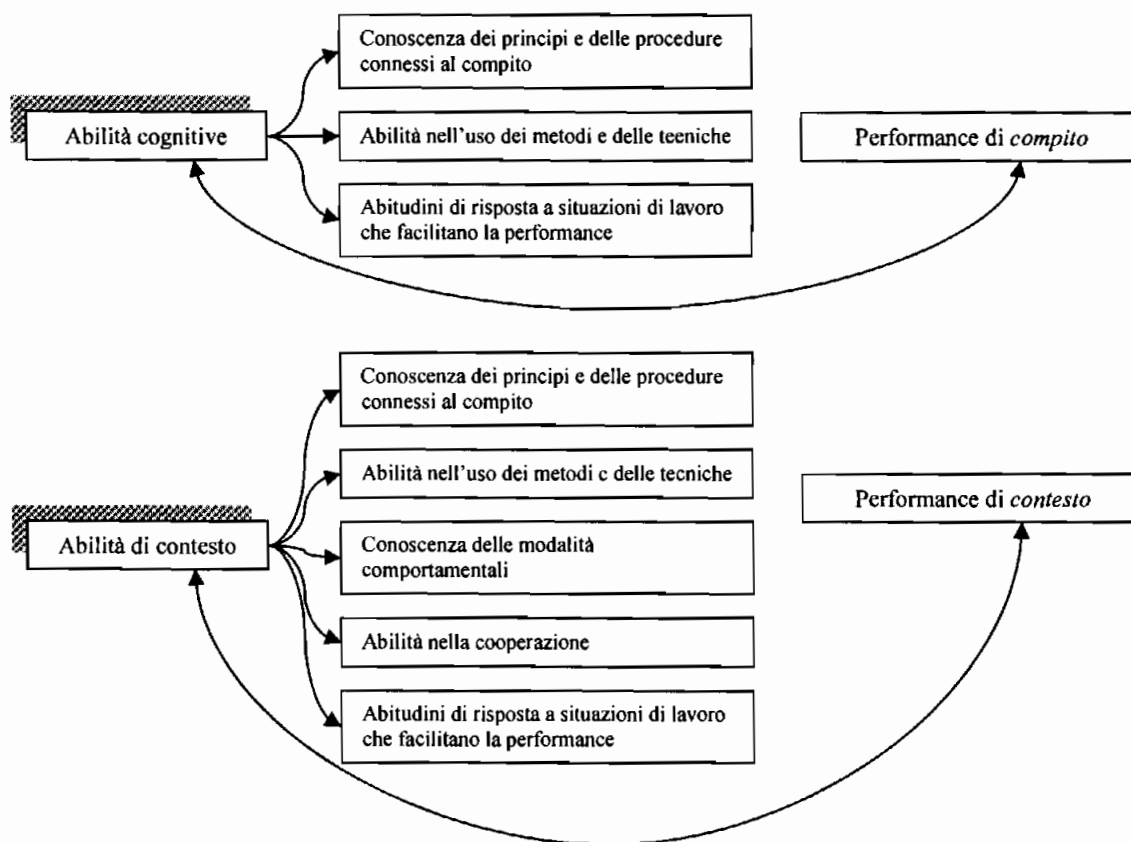 Conoscenza dei principi e delle procedure
connessi al compito
Abilità cognitive
Abilità nell'uso dei metodi e delle tecniche
Performance di compito
Abitudini di risposta a situazioni di lavoro
che facilitano la performance
Conoscenza dei principi e delle procedure
connessi al compito
Abilità nell'uso dei metodi c delle tecniche
Performance di contesto
Abilità di contesto
Conoscenza delle modalità
comportamentali
Abilità nella cooperazione
Abitudini di risposta a situazioni di lavoro
che facilitano la performance